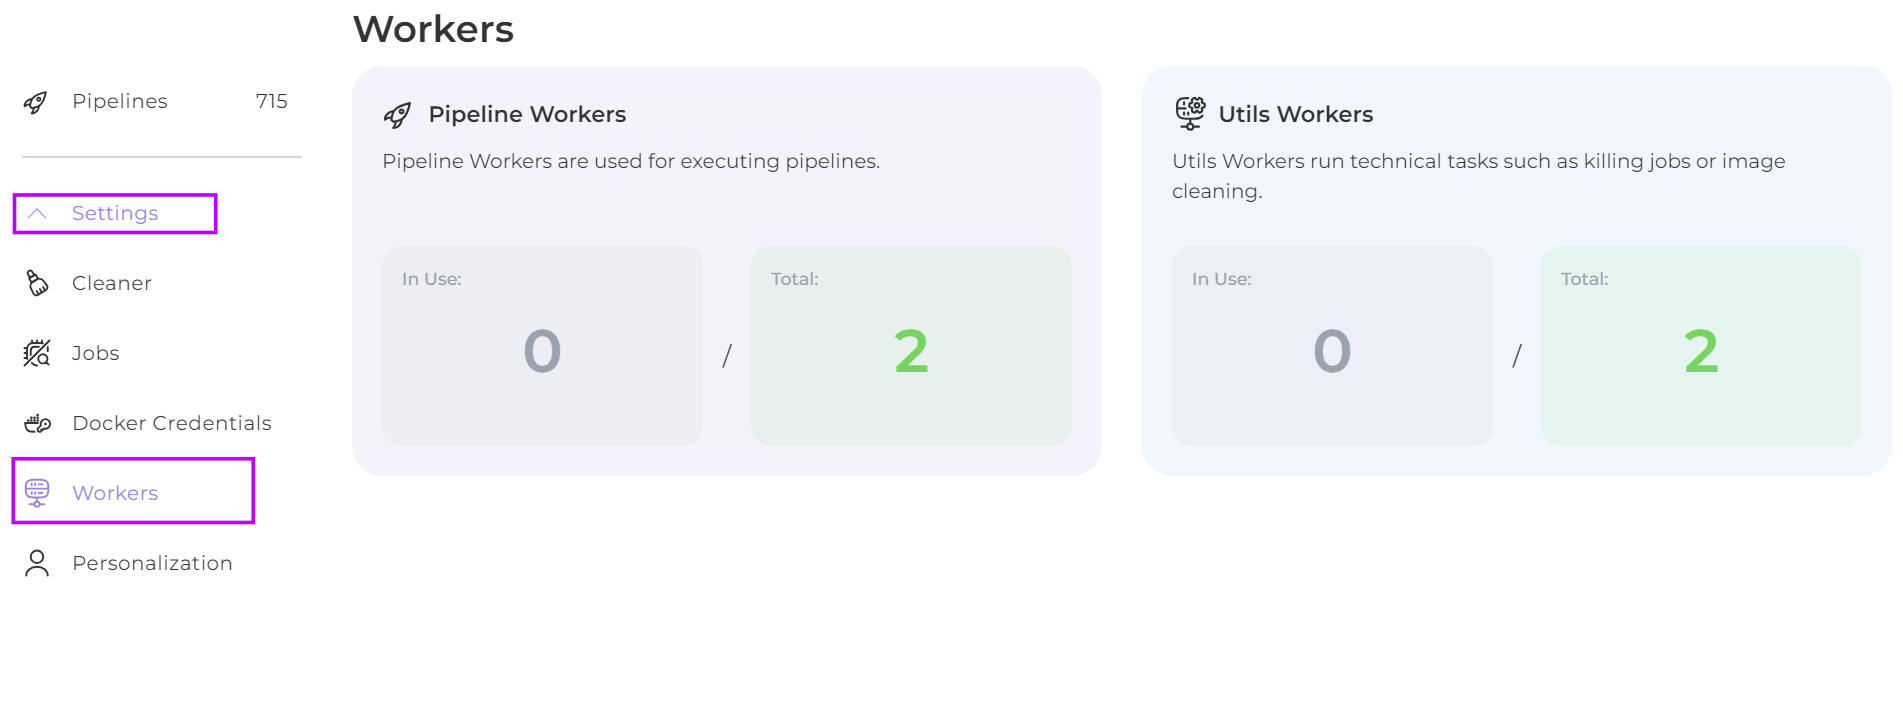 Workers
Pipelines 715
Settings
Cleaner
Jobs
Docker Credentials
Workers
Personalization
Pipeline Workers
Pipeline Workers are used for executing pipelines.
In Use:
0
/
Total:
2
Utils Workers
Utils Workers run technical tasks such as killing jobs or image
cleaning.
In Use:
0
/
Total:
2